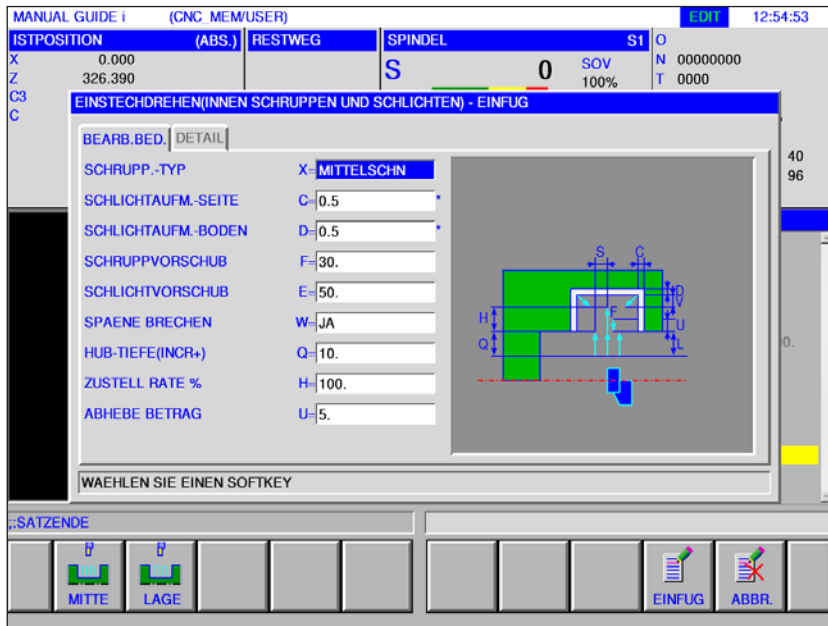 MANUAL GUIDE i (CNC_MEM/USER) EDIT 12:54:53
ISTPOSITION (ABS.) RESTWEG SPINDEL S1 O
X 0.000 S 0 SOV N 00000000
Z 326.390 100% T 0000
C3
C
EINSTECHDREHEN(INNEN SCHRUPPEN UND SCHLICHTEN) - EINFUG
BEARB.BED. DETAIL
40
96
SCHRUPP.-TYP X= MITTELSCHN
SCHLICHTAUFM.-SEITE C= 0.5 *
SCHLICHTAUFM.-BODEN D= 0.5 *
SCHRUPPVORSCHUB F= 30.
SCHLICHTVORSCHUB E= 50.
SPAENE BRECHEN W= JA
HUB-TIEFE(INCR+) Q= 10.
ZUSTELL RATE % H= 100.
ABHEBE BETRAG U= 5.
S C
D
V
H F U
Q L
0.
WAEHLEN SIE EINEN SOFTKEY
;:SATZENDE
MITTE LAGE EINFUG ABBR.